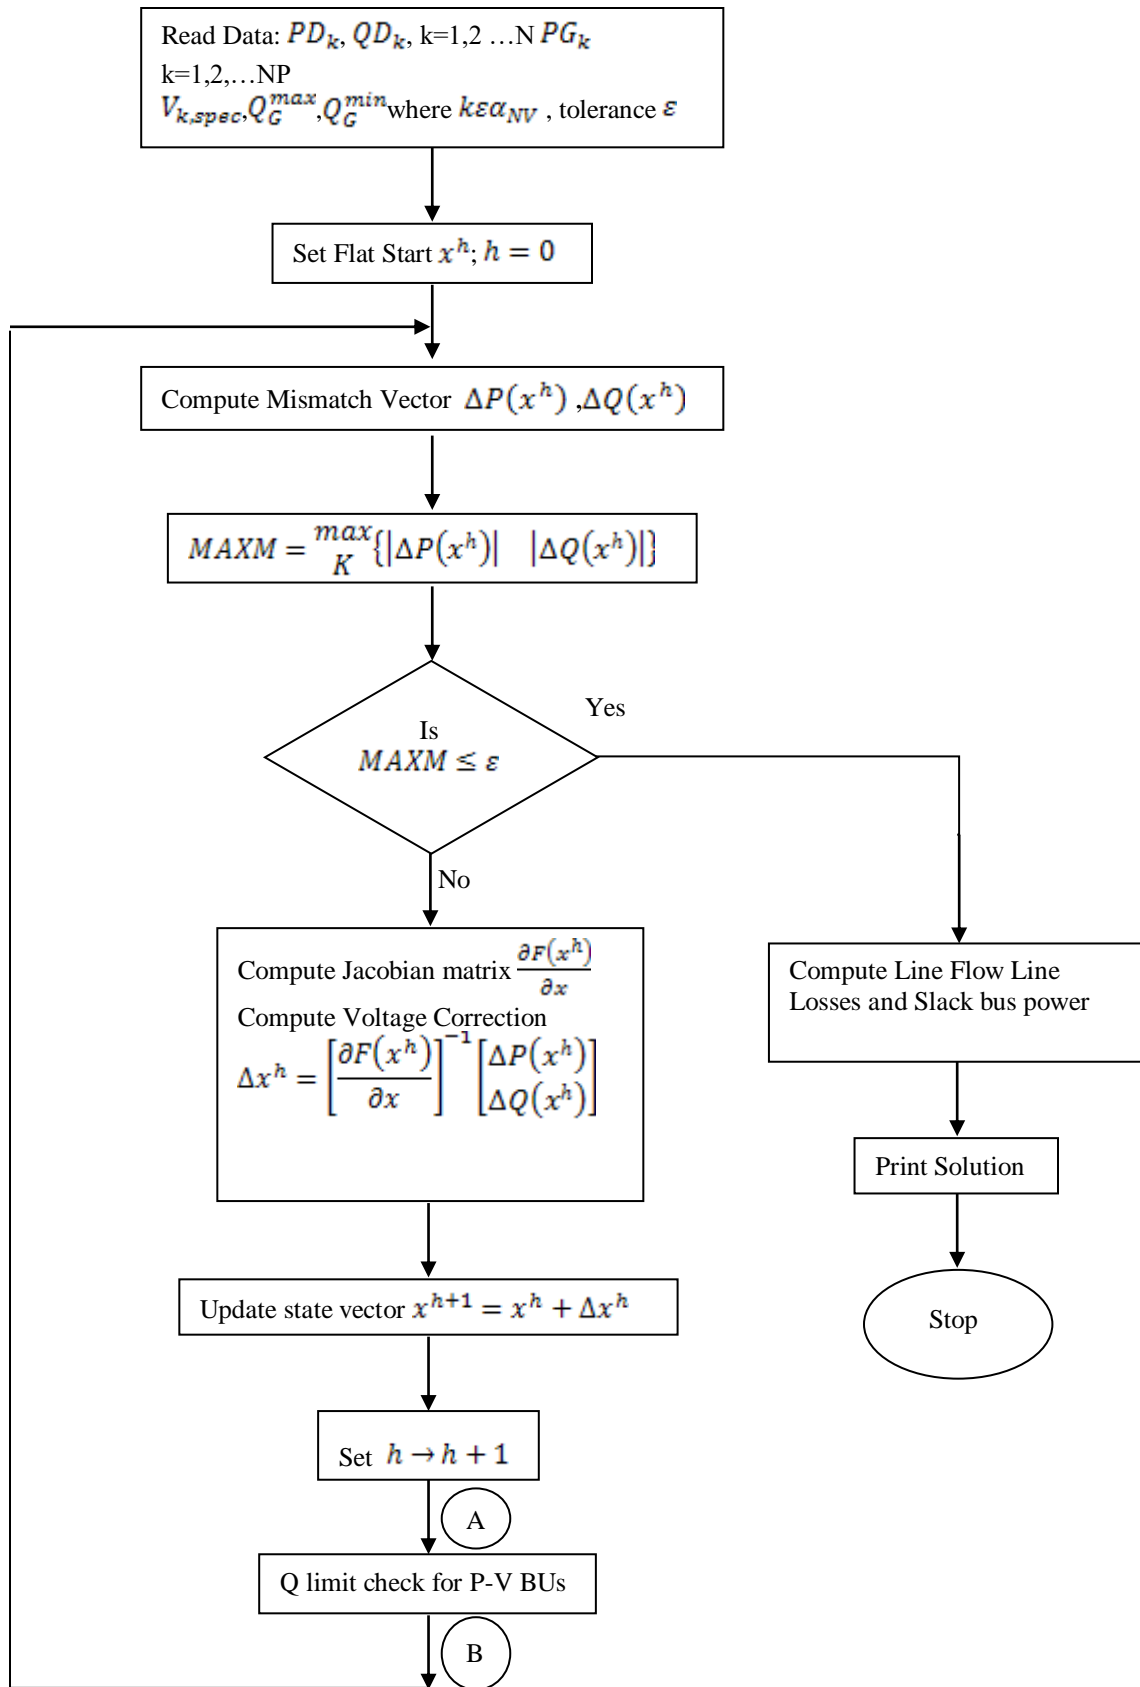 Read Data: PD_k, QD_k, k=1,2 …N PG_k
k=1,2,…NP
V_{k,spec},Q_G^{max},Q_G^{min} where kεα_{NV} , tolerance ε
Set Flat Start x^h; h = 0
Compute Mismatch Vector ΔP(x^h) ,ΔQ(x^h)
MAXM = max_K {|ΔP(x^h)| |ΔQ(x^h)|}
Is
MAXM ≤ ε
Yes
No
Compute Jacobian matrix ∂F(x^h)/∂x
Compute Voltage Correction
Δx^h = [∂F(x^h)/∂x]^{-1} [ΔP(x^h) ΔQ(x^h)]
Update state vector x^{h+1} = x^h + Δx^h
Set h → h + 1
A
Q limit check for P-V BUs
B
Compute Line Flow Line
Losses and Slack bus power
Print Solution
Stop